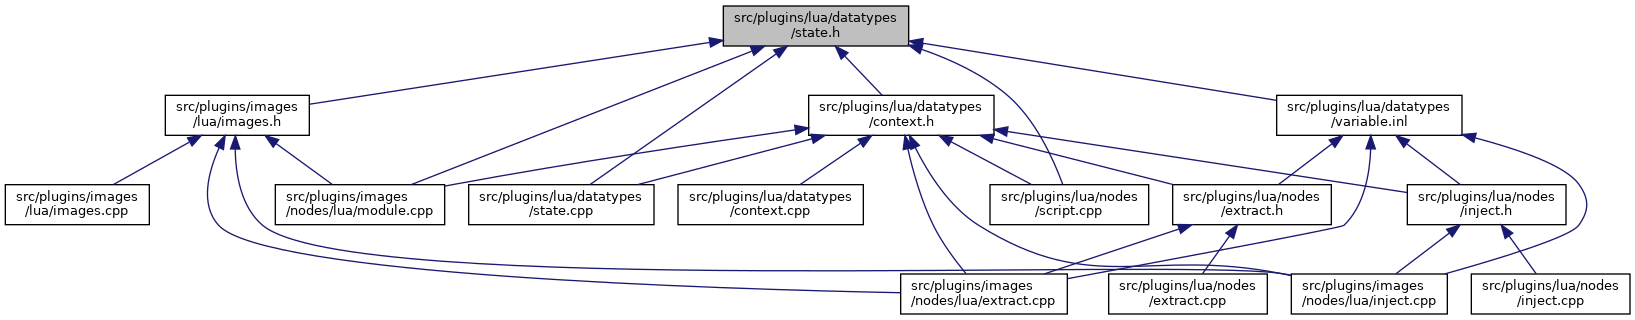 src/plugins/lua/datatypes
/state.h
src/plugins/images
/lua/images.h
src/plugins/lua/datatypes
/context.h
src/plugins/lua/datatypes
/variable.inl
src/plugins/images
/lua/images.cpp
src/plugins/images
/nodes/lua/module.cpp
src/plugins/lua/datatypes
/state.cpp
src/plugins/lua/datatypes
/context.cpp
src/plugins/lua/nodes
/script.cpp
src/plugins/lua/nodes
/extract.h
src/plugins/lua/nodes
/inject.h
src/plugins/images
/nodes/lua/extract.cpp
src/plugins/lua/nodes
/extract.cpp
src/plugins/images
/nodes/lua/inject.cpp
src/plugins/lua/nodes
/inject.cpp